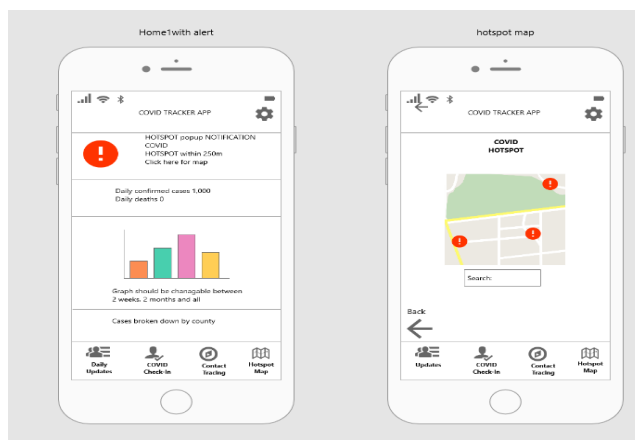 Home1with alert
COVID TRACKER APP
HOTSPOT popup NOTIFICATION
COVID
HOTSPOT within 250m
Click here for map
Daily confirmed cases 1,000
Daily deaths 0
Graph should be chanagable between
2 weeks, 2 months and all
Cases broken down by county
Daily
Updates
COVID
Check-In
Contact
Tracing
Hotspot
Map
hotspot map
COVID TRACKER APP
COVID
HOTSPOT
Search:
Back
Updates
COVID
Check-In
Contact
Tracing
Hotspot
Map